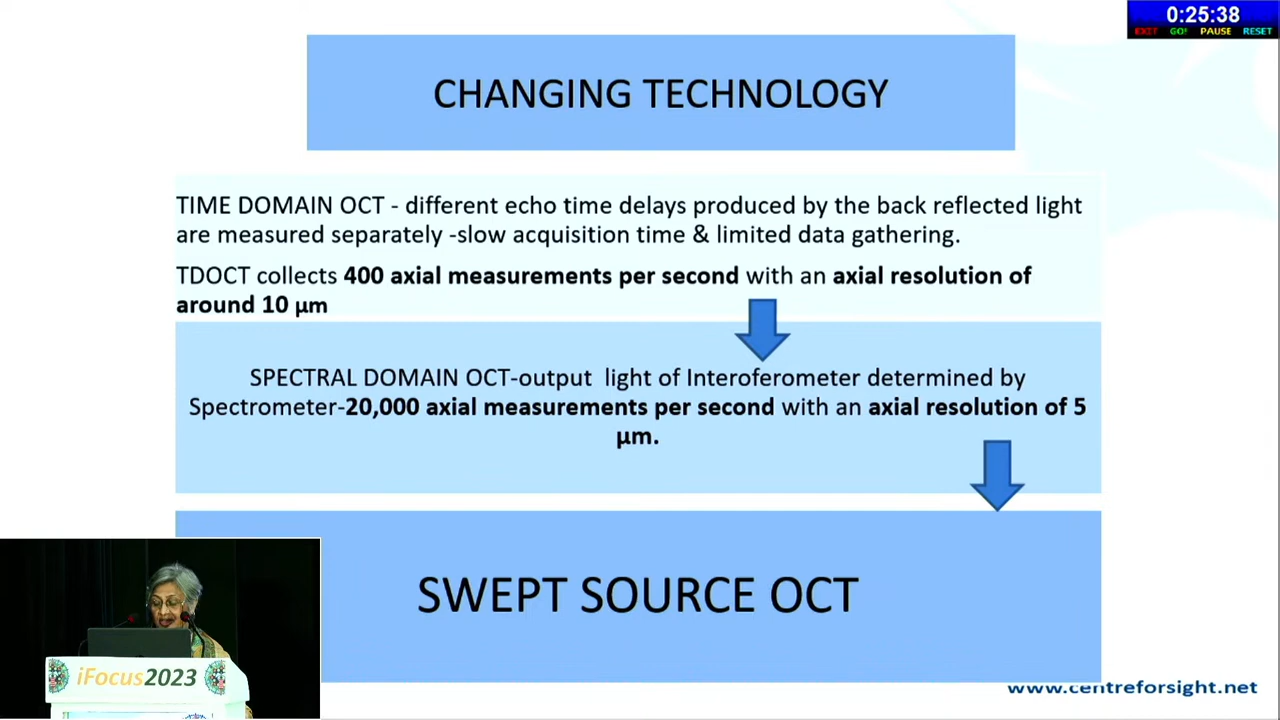 0:25:38
EXIT GO! PAUSE RESET
CHANGING TECHNOLOGY
TIME DOMAIN OCT - different echo time delays produced by the back reflected light
are measured separately -slow acquisition time & limited data gathering.
TDOCT collects 400 axial measurements per second with an axial resolution of
around 10 µm
SPECTRAL DOMAIN OCT-output light of Interoferometer determined by
Spectrometer-20,000 axial measurements per second with an axial resolution of 5
µm.
SWEPT SOURCE OCT
iFocus2023
www.centreforsight.net